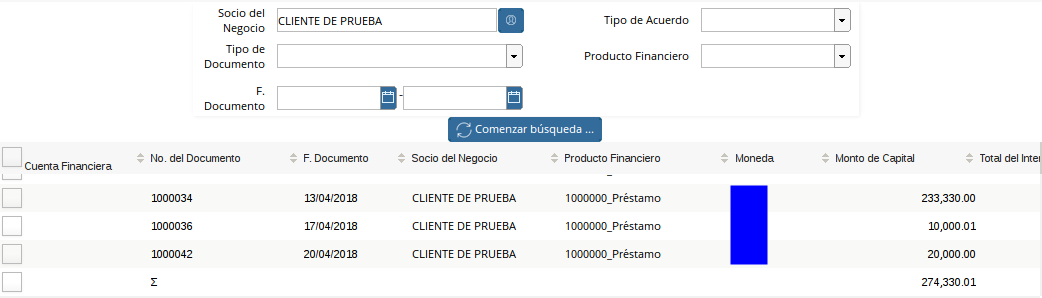 Socio del
Negocio
CLIENTE DE PRUEBA
Tipo de Acuerdo
Tipo de
Documento
Producto Financiero
F.
Documento
-
Comenzar búsqueda ...
Cuenta Financiera No. del Documento F. Documento Socio del Negocio Producto Financiero Moneda Monto de Capital Total del Inter
1000034 13/04/2018 CLIENTE DE PRUEBA 1000000_Préstamo 233,330.00
1000036 17/04/2018 CLIENTE DE PRUEBA 1000000_Préstamo 10,000.01
1000042 20/04/2018 CLIENTE DE PRUEBA 1000000_Préstamo 20,000.00
Σ 274,330.01